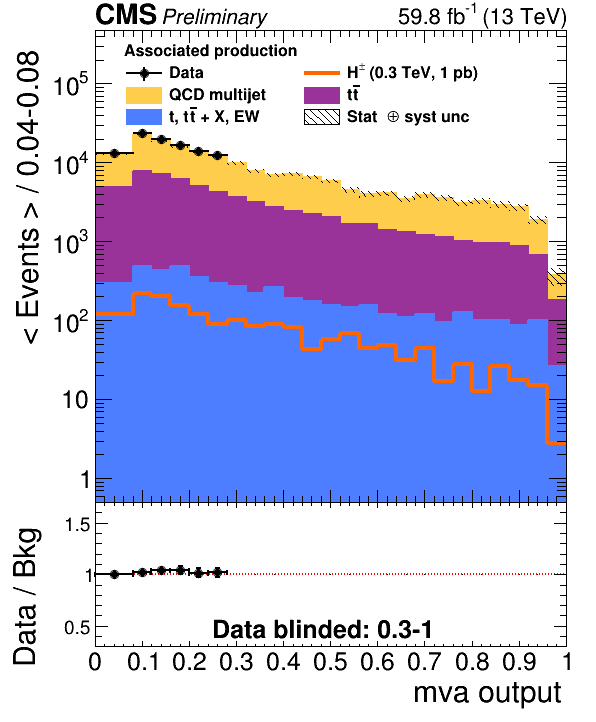 CMS Preliminary 59.8 fb⁻¹ (13 TeV)
Associated production
Data H± (0.3 TeV, 1 pb)
QCD multijet tt̄
t, tt̄ + X, EW Stat ⊕ syst unc
< Events > / 0.04-0.08
10⁵
10⁴
10³
10²
10
1
Data / Bkg
1.5
1
0.5
Data blinded: 0.3-1
0 0.1 0.2 0.3 0.4 0.5 0.6 0.7 0.8 0.9 1
mva output